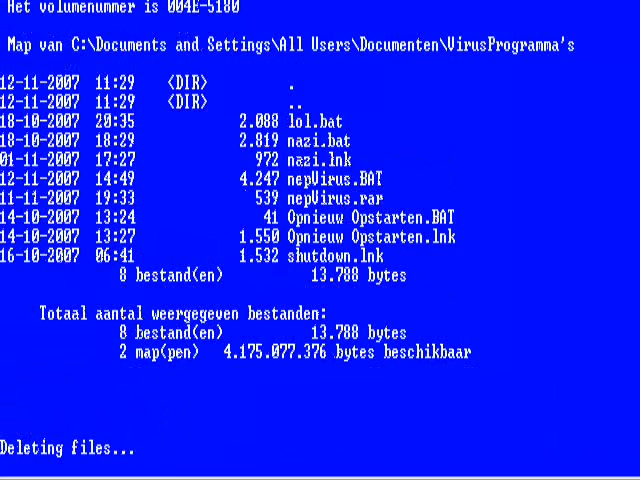 Het volumenummer is 004E-5180
Map van C:\Documents and Settings\All Users\Documenten\VirusProgramma's
12-11-2007 11:29 <DIR> .
12-11-2007 11:29 <DIR> ..
18-10-2007 20:35 2.088 lol.bat
18-10-2007 18:29 2.819 nazi.bat
01-11-2007 17:27 972 nazi.lnk
12-11-2007 14:49 4.247 nepVirus.BAT
11-11-2007 19:33 539 nepVirus.rar
14-10-2007 13:24 41 Opnieuw Opstarten.BAT
14-10-2007 13:27 1.550 Opnieuw Opstarten.lnk
16-10-2007 06:41 1.532 shutdown.lnk
8 bestand(en) 13.788 bytes
Totaal aantal weergegeven bestanden:
8 bestand(en) 13.788 bytes
2 map(pen) 4.175.077.376 bytes beschikbaar
Deleting files...